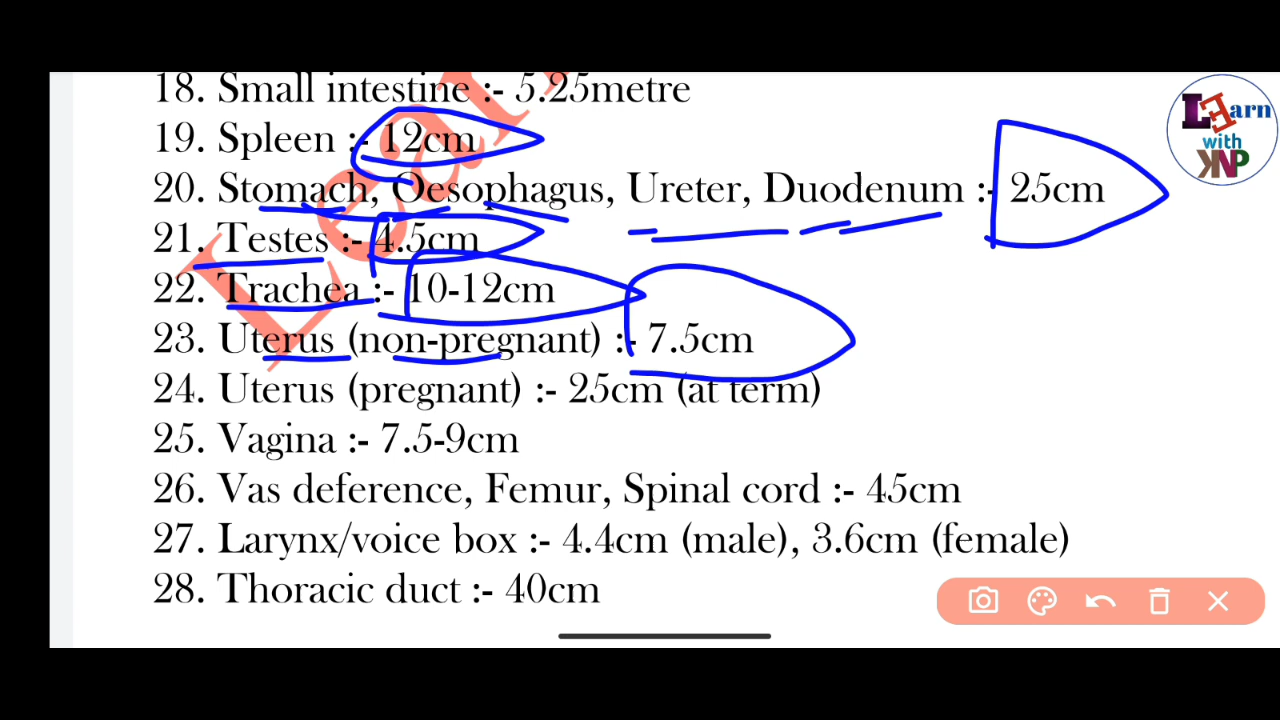 18. Small intestine :- 5.25metre
19. Spleen :- 12cm
20. Stomach, Oesophagus, Ureter, Duodenum :- 25cm
21. Testes :- 4.5cm
22. Trachea :- 10-12cm
23. Uterus (non-pregnant) :- 7.5cm
24. Uterus (pregnant) :- 25cm (at term)
25. Vagina :- 7.5-9cm
26. Vas deference, Femur, Spinal cord :- 45cm
27. Larynx/voice box :- 4.4cm (male), 3.6cm (female)
28. Thoracic duct :- 40cm
Lear
LEarn
with
KNP